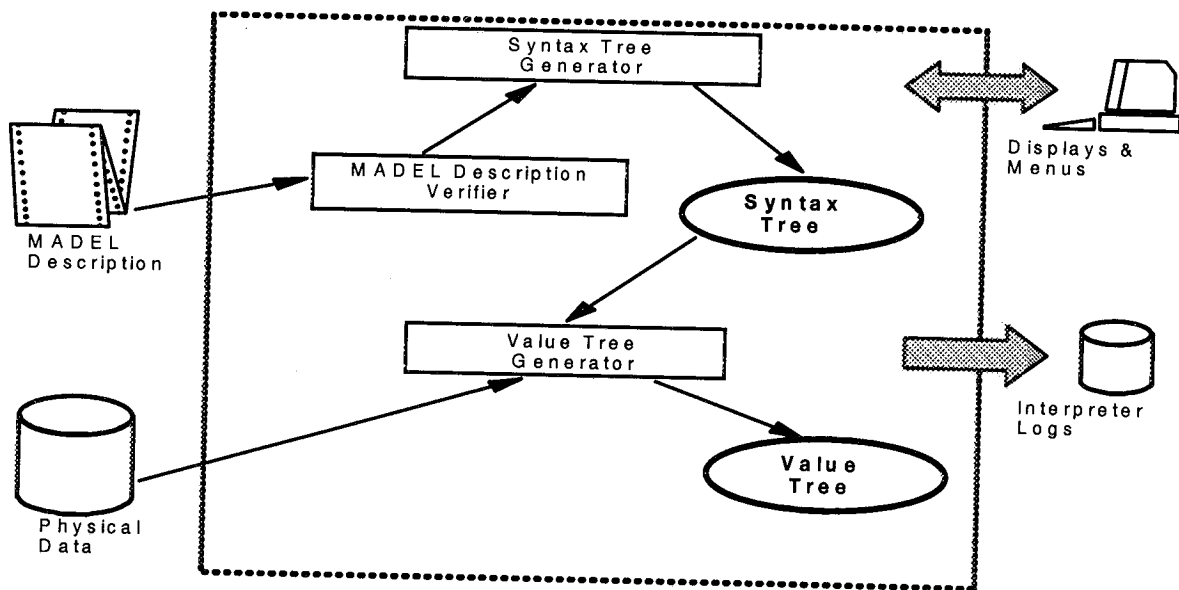 Syntax Tree
Generator
MADEL Description
Verifier
Syntax
Tree
Displays &
Menus
MADEL
Description
Value Tree
Generator
Interpreter
Logs
Value
Tree
Physical
Data